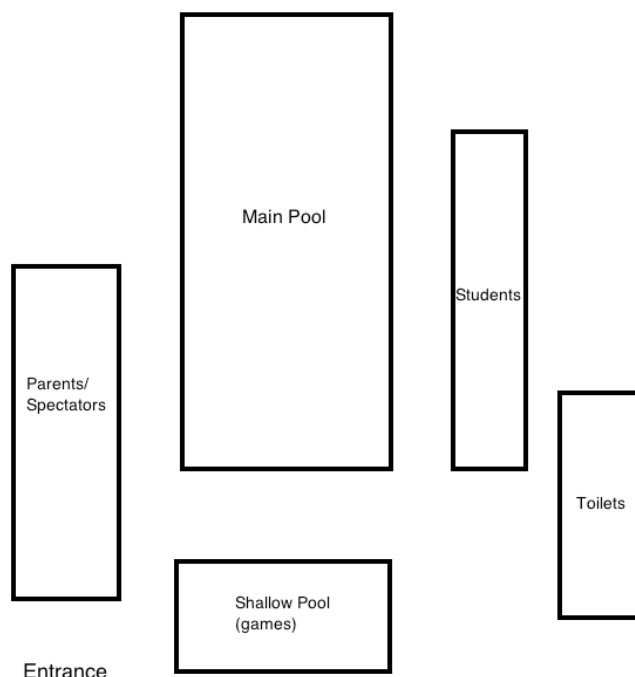 Main Pool
Students
Parents/
Spectators
Toilets
Shallow Pool
(games)
Entrance